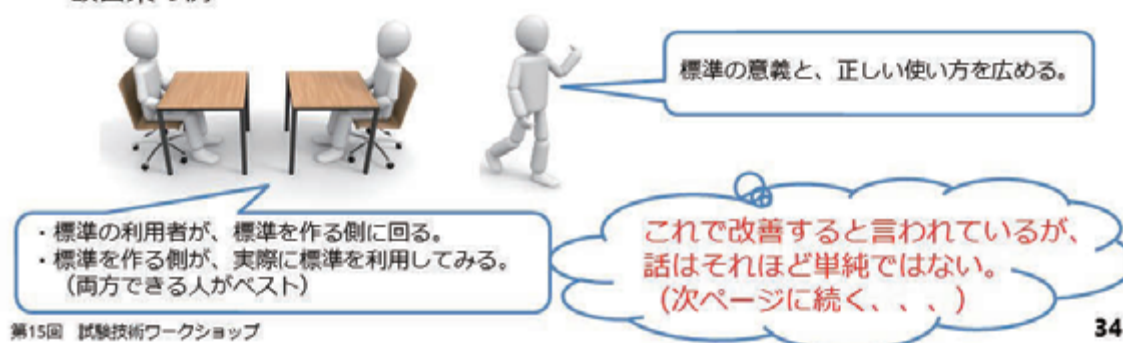 標準の意義と、正しい使い方を広める。
・標準の利用者が、標準を作る側に回る。
・標準を作る側が、実際に標準を利用してみる。
（両方できる人がベスト）
これで改善すると言われているが、
話はそれほど単純ではない。
（次ページに続く、、、）
第15回 試験技術ワークショップ
34